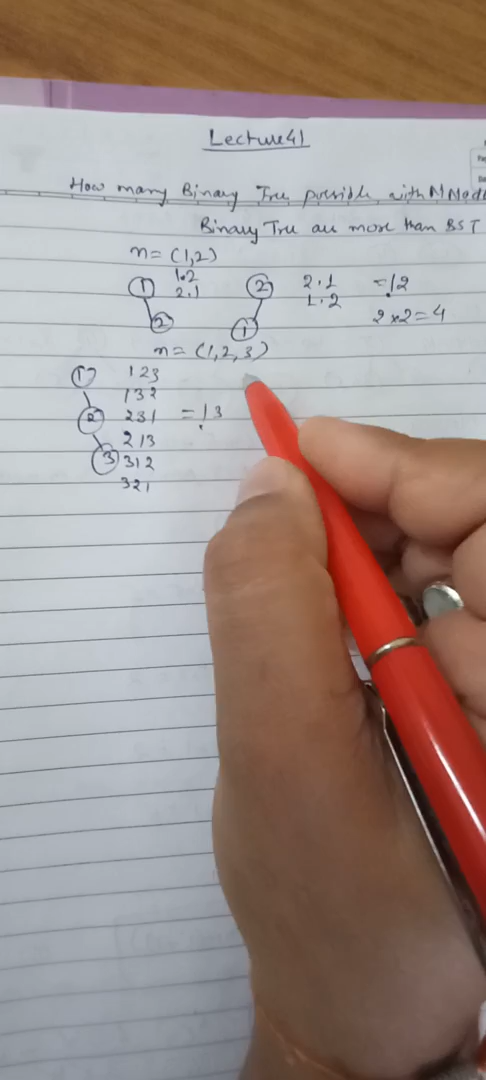 Lecture 41
How many Binary Tree possible with N Node
Binary Tree are more than BST
n = (1,2)
1 1.2 2 2.1 = !2
2.1 1.2
2 1 2×2=4
n = (1,2,3)
1 123
132
2 231 = !3
213
3 312
321